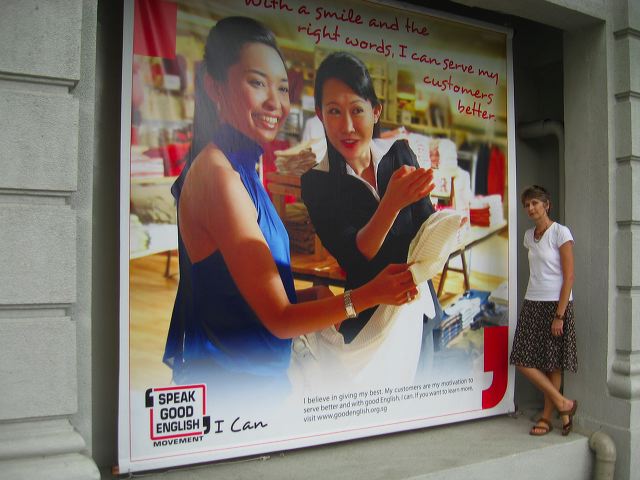 With a smile and the
right words, I can serve my
customers
better.
I believe in giving my best. My customers are my motivation to
serve better and with good English, I can. If you want to learn more,
visit www.goodenglish.org.sg
SPEAK
GOOD
ENGLISH
MOVEMENT
I Can